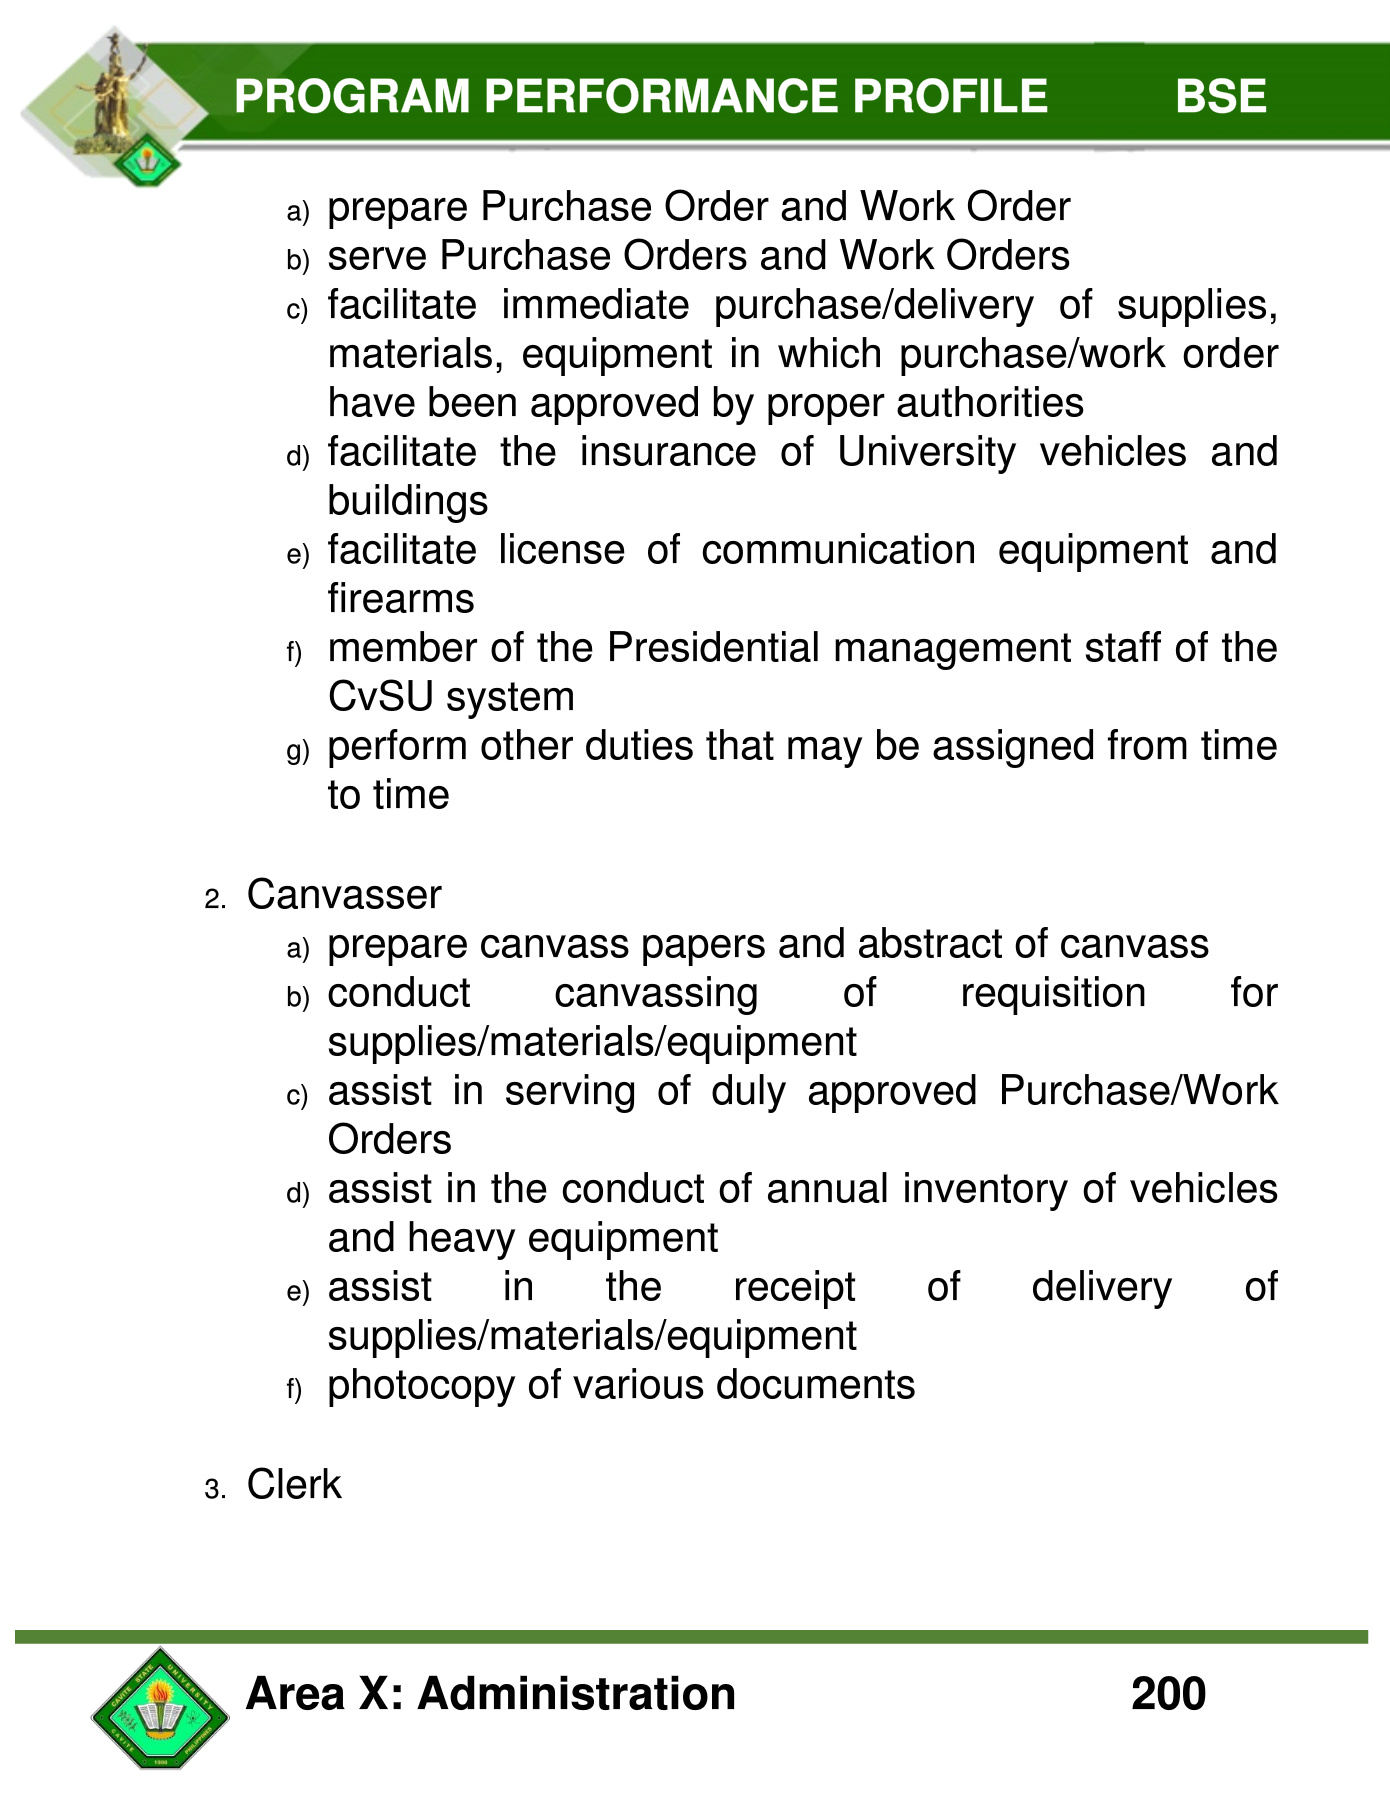 PROGRAM PERFORMANCE PROFILE BSE
a) prepare Purchase Order and Work Order
b) serve Purchase Orders and Work Orders
c) facilitate immediate purchase/delivery of supplies,
materials, equipment in which purchase/work order
have been approved by proper authorities
d) facilitate the insurance of University vehicles and
buildings
e) facilitate license of communication equipment and
firearms
f) member of the Presidential management staff of the
CvSU system
g) perform other duties that may be assigned from time
to time
2. Canvasser
a) prepare canvass papers and abstract of canvass
b) conduct canvassing of requisition for
supplies/materials/equipment
c) assist in serving of duly approved Purchase/Work
Orders
d) assist in the conduct of annual inventory of vehicles
and heavy equipment
e) assist in the receipt of delivery of
supplies/materials/equipment
f) photocopy of various documents
3. Clerk
CAVITE STATE UNIVERSITY
CAVITE PHILIPPINES
1906
Area X: Administration 200